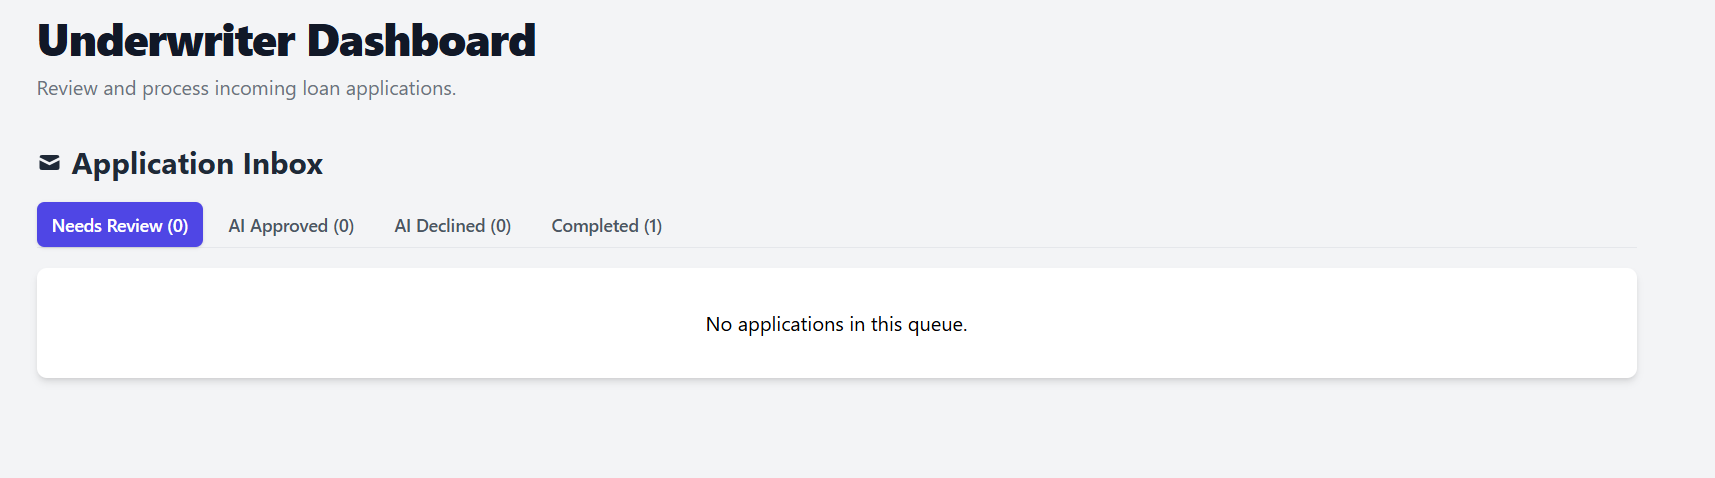 Underwriter Dashboard
Review and process incoming loan applications.
Application Inbox
Needs Review (0) AI Approved (0) AI Declined (0) Completed (1)
No applications in this queue.